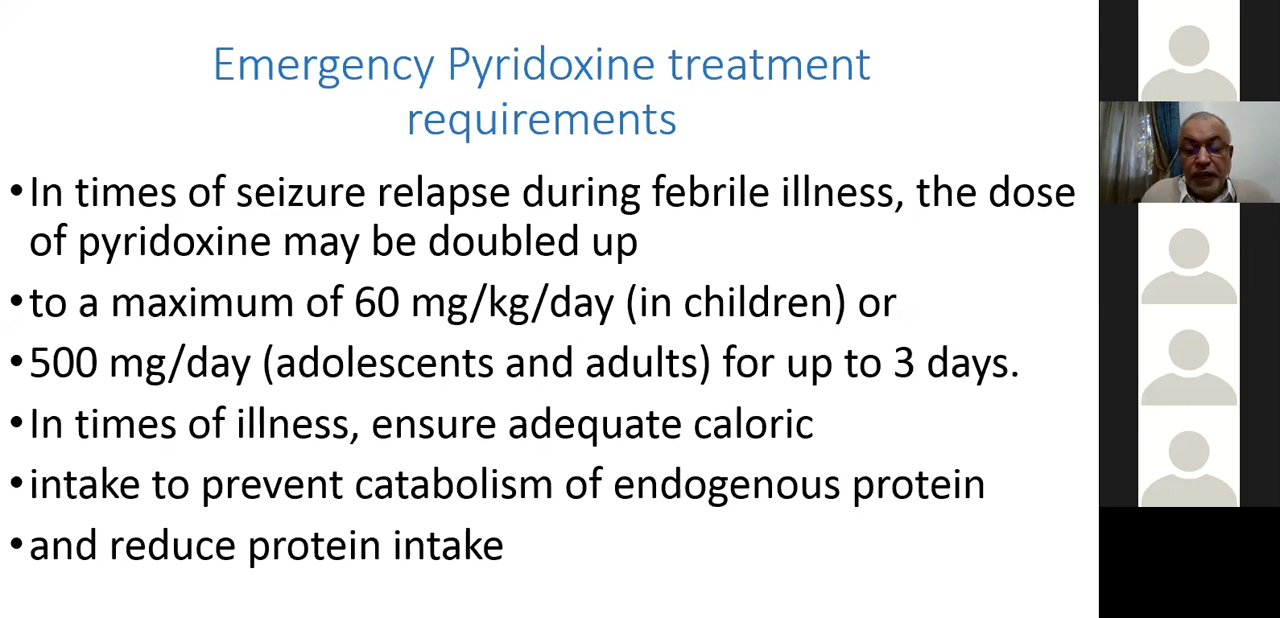 Emergency Pyridoxine treatment
requirements
•In times of seizure relapse during febrile illness, the dose
of pyridoxine may be doubled up
•to a maximum of 60 mg/kg/day (in children) or
•500 mg/day (adolescents and adults) for up to 3 days.
•In times of illness, ensure adequate caloric
•intake to prevent catabolism of endogenous protein
•and reduce protein intake